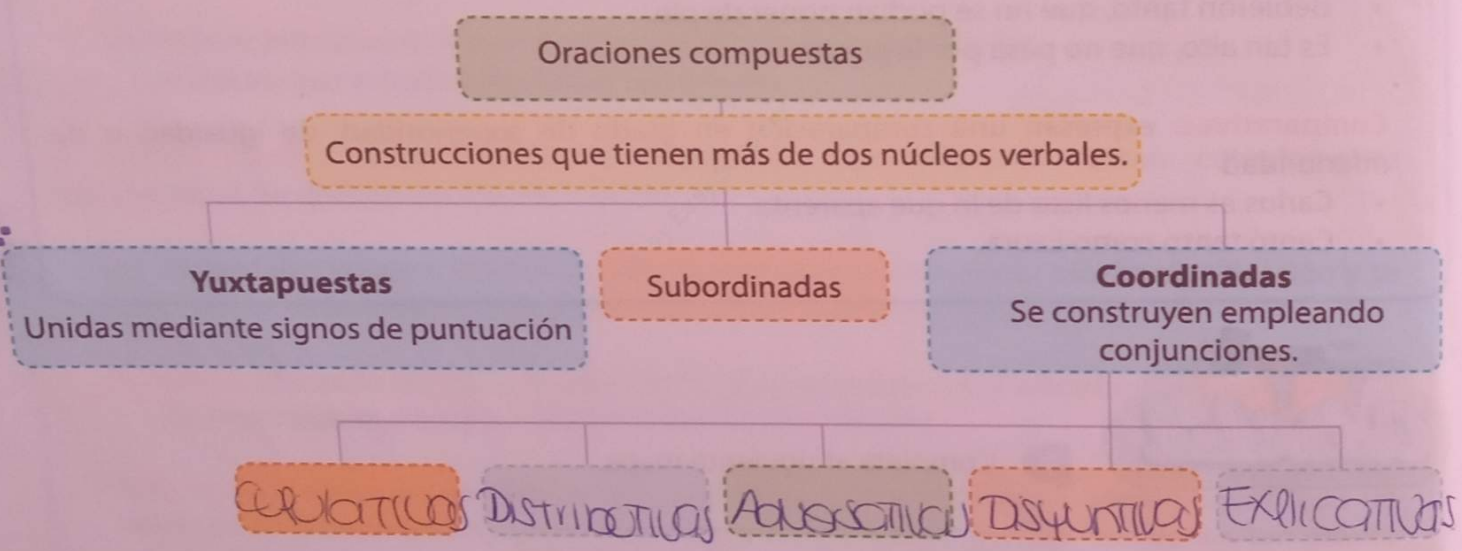 Oraciones compuestas
Construcciones que tienen más de dos núcleos verbales.
Yuxtapuestas
Unidas mediante signos de puntuación
Subordinadas
Coordinadas
Se construyen empleando
conjunciones.
Copulativas
Distributivas
Adversativas
Disyuntivas
Explicativas